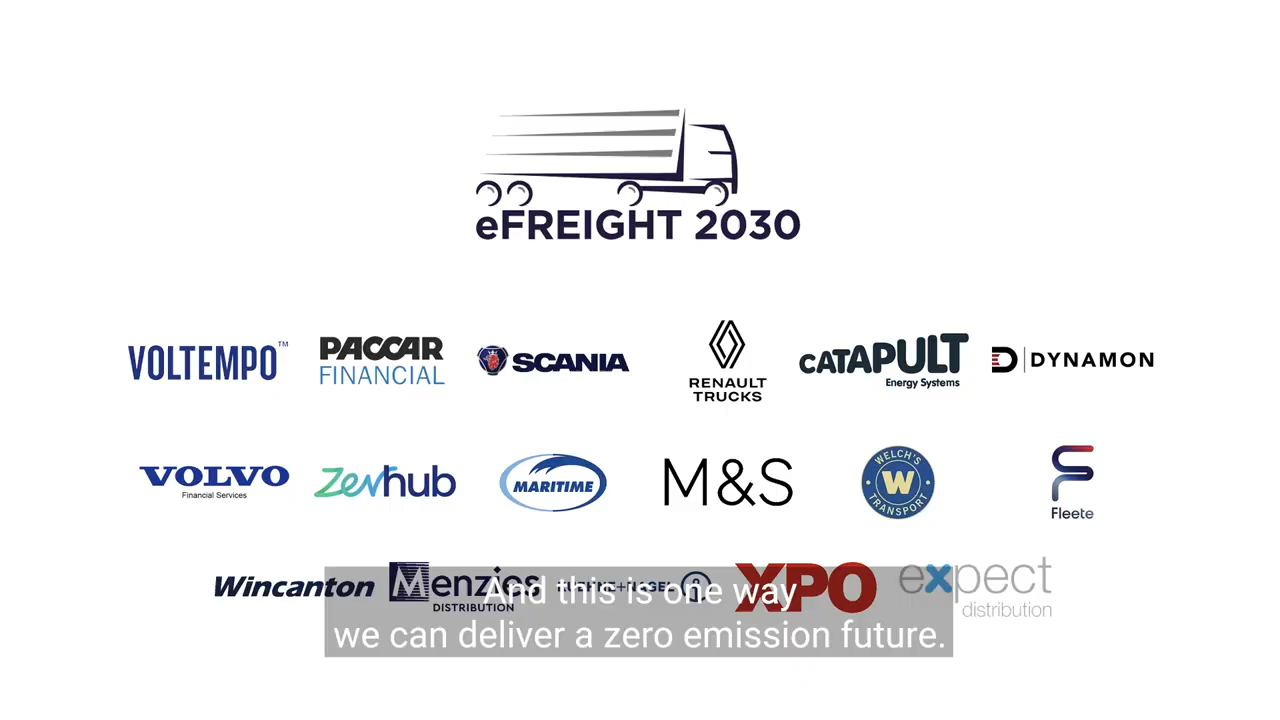 eFREIGHT 2030
VOLTEMPO™
PACCAR
FINANCIAL
SCANIA
RENAULT
TRUCKS
CATAPULT
Energy Systems
D | DYNAMON
VOLVO
Financial Services
zenhub
MARITIME
M&S
WELCH'S
W
TRANSPORT
Fleete
Wincanton
Menzies
DISTRIBUTION
XPO
expect
distribution
And this is one way
we can deliver a zero emission future.